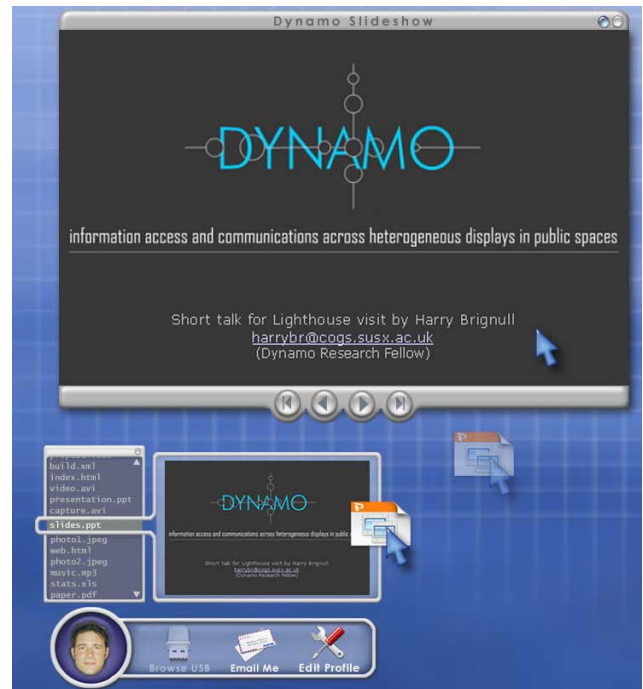 Dynamo Slideshow
DYNAMO
information access and communications across heterogeneous displays in public spaces
Short talk for Lighthouse visit by Harry Brignull
harrybr@cogs.susx.ac.uk
(Dynamo Research Fellow)
build.xml
index.html
video.avi
presentation.ppt
capture.avi
slides.ppt
photo1.jpeg
web.html
photo2.jpeg
music.mp3
stats.xls
paper.pdf
DYNAMO
information access and communications across heterogeneous displays in public
Short talk for Lighthouse visit by Harry Brignull
harrybr@cogs.susx.ac.uk
(Dynamo Research Fellow)
Browse USB
Email Me
Edit Profile